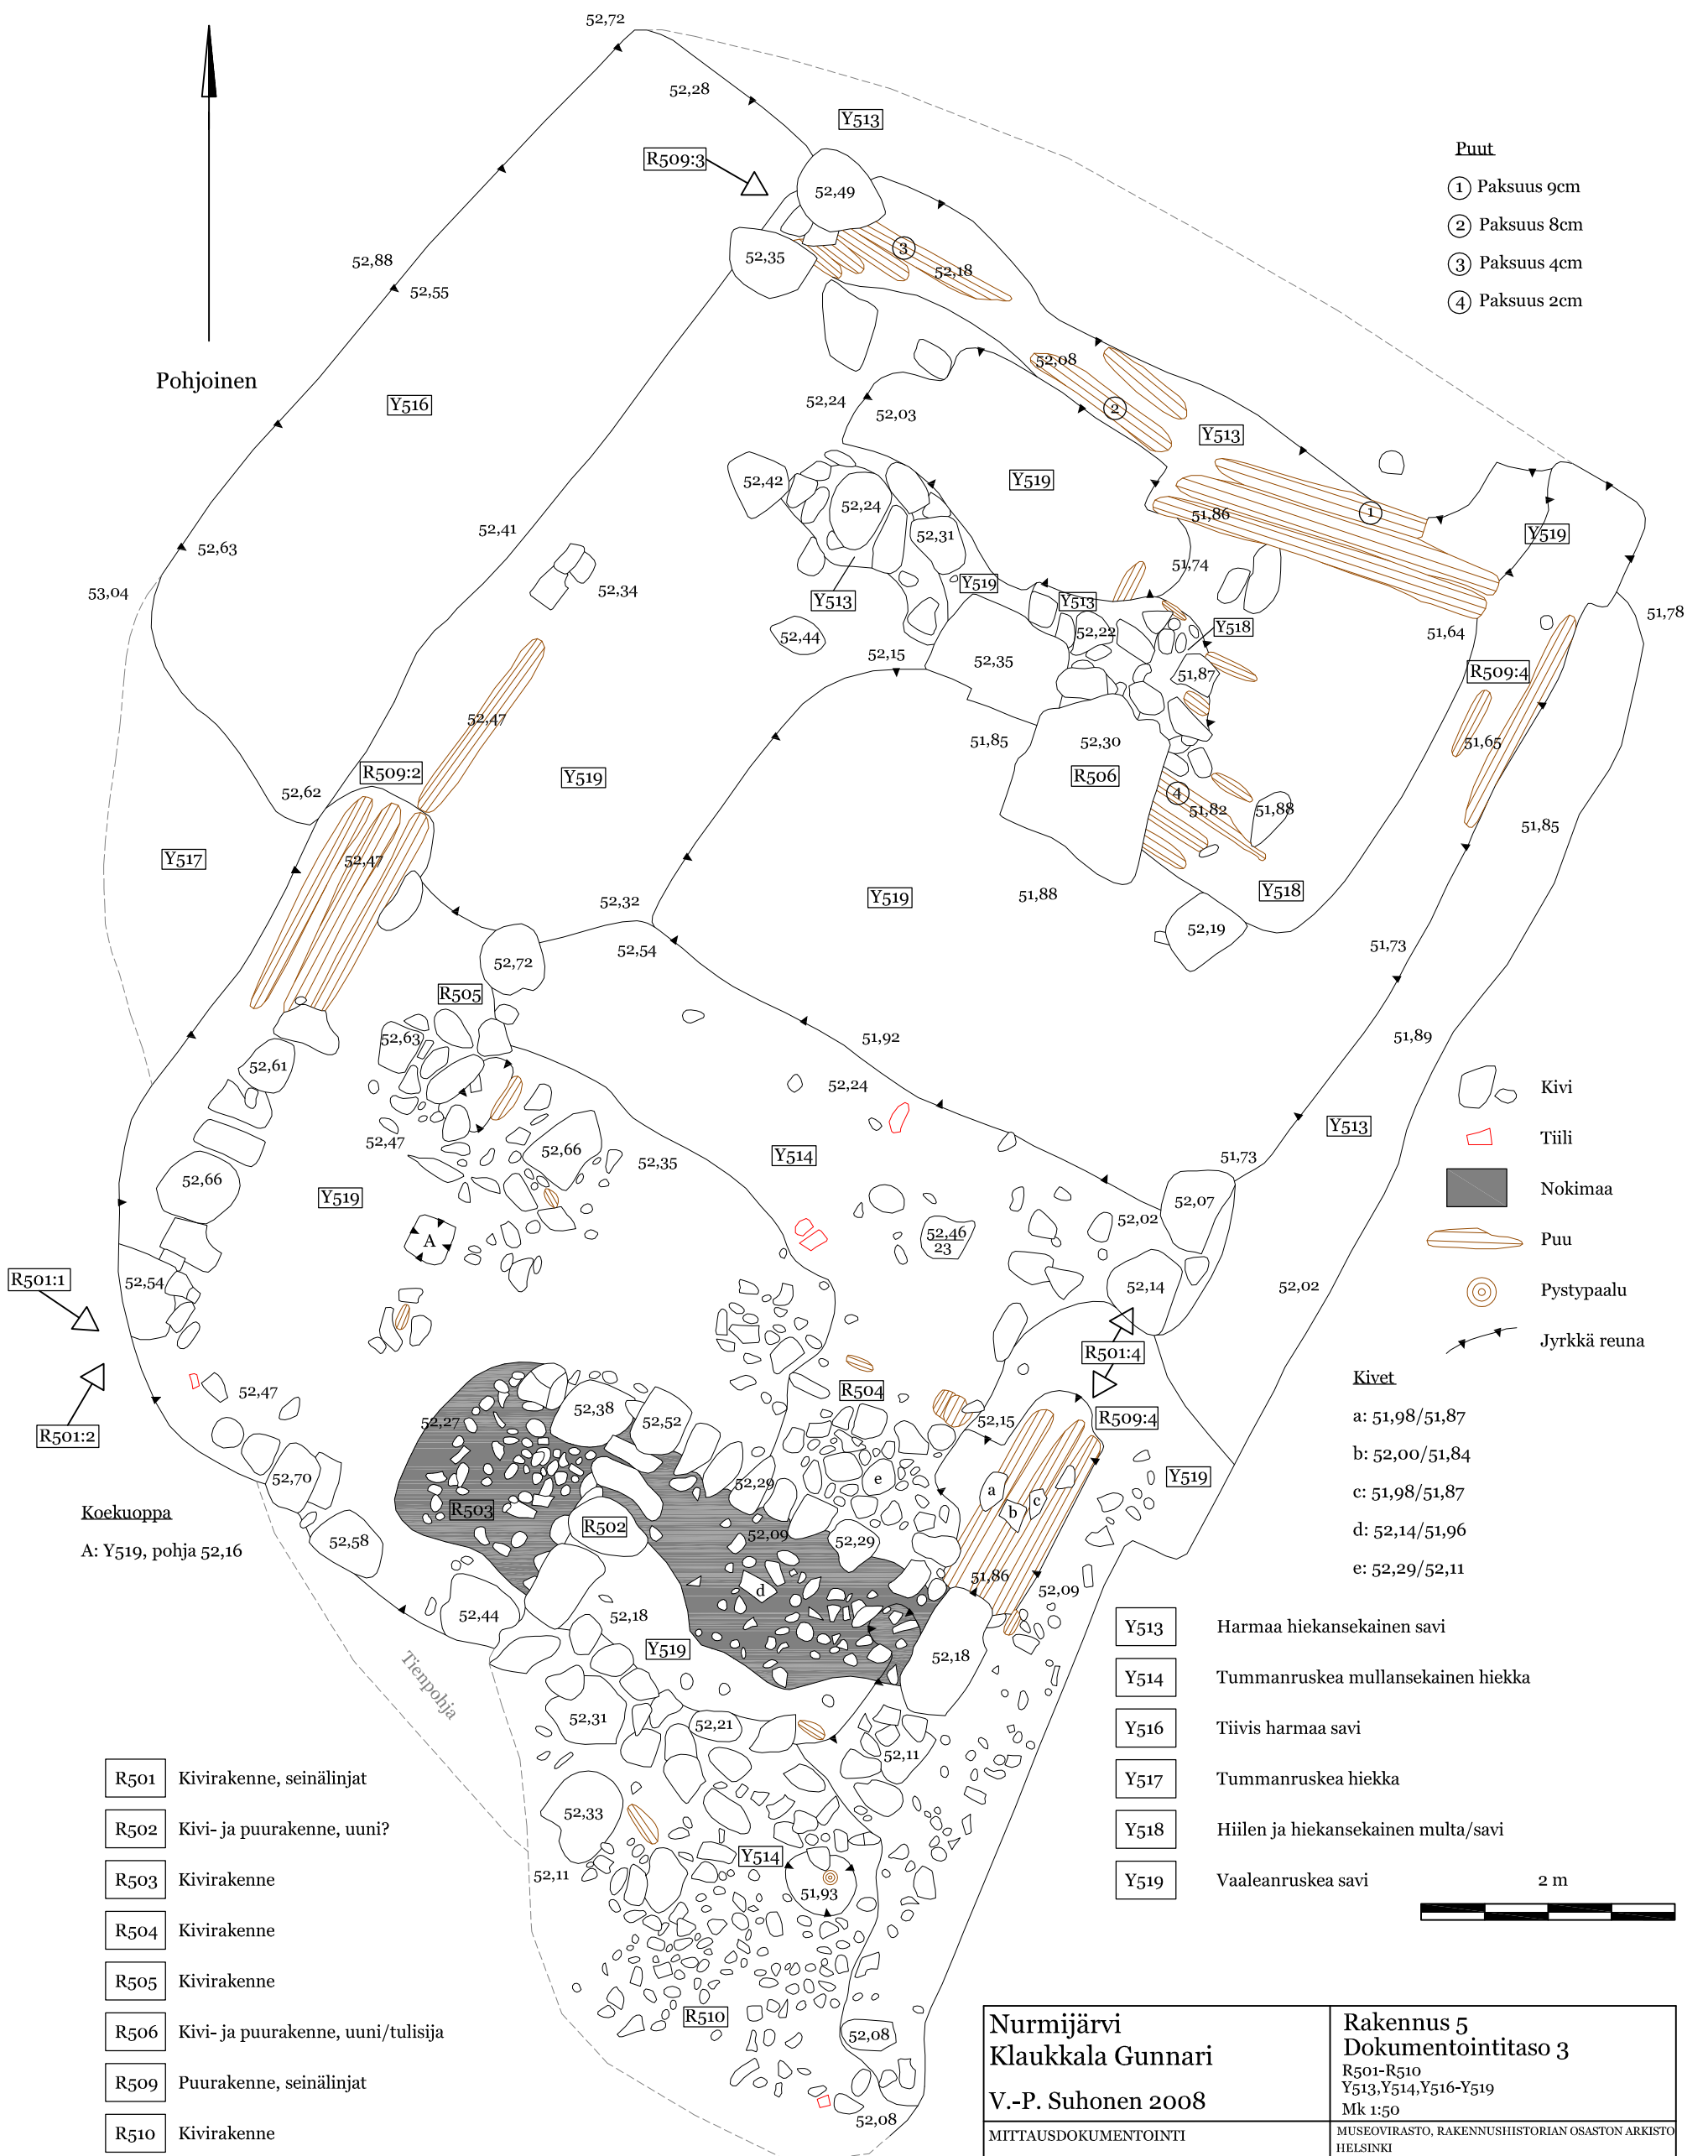 52,72
52,28
Y513
R509:3
52,49
Puut
1 Paksuus 9cm
2 Paksuus 8cm
3 Paksuus 4cm
4 Paksuus 2cm
52,35
3
52,18
52,88
52,55
Pohjoinen
Y516
52,08
2
52,24
52,03
Y513
Y519
52,42
52,24
52,31
51,86
1
Y519
52,41
52,63
53,04
52,34
51,74
Y519
Y513
Y513
52,22
Y518
51,78
51,64
52,44
52,15
52,35
51,87
R509:4
52,47
51,85
52,30
51,65
R509:2
Y519
R506
52,62
4
51,82
51,88
51,85
Y517
52,47
52,32
Y519
51,88
Y518
52,54
52,19
51,73
52,72
R505
52,63
51,92
51,89
52,61
52,24
Kivi
52,47
52,66
52,35
Y514
Y513
51,73
Tiili
52,66
Y519
52,07
Nokimaa
A
52,46
23
52,02
Puu
R501:1
52,54
52,14
52,02
Pystypaalu
R501:4
Jyrkkä reuna
R501:2
52,47
52,27
52,38
52,52
R504
52,15
R509:4
Kivet
a: 51,98/51,87
b: 52,00/51,84
c: 51,98/51,87
d: 52,14/51,96
e: 52,29/52,11
52,70
52,29
e
a
b
c
Y519
Koekuoppa
A: Y519, pohja 52,16
R503
R502
52,09
52,29
52,58
d
51,86
52,09
52,44
52,18
Y519
52,18
Tienpohja
52,31
52,21
52,11
52,33
Y514
52,11
51,93
R510
52,08
52,08
Y513 Harmaa hiekansekainen savi
Y514 Tummanruskea mullansekainen hiekka
Y516 Tiivis harmaa savi
Y517 Tummanruskea hiekka
Y518 Hiilen ja hiekansekainen multa/savi
Y519 Vaaleanruskea savi
2 m
R501 Kivirakenne, seinälinjat
R502 Kivi- ja puurakenne, uuni?
R503 Kivirakenne
R504 Kivirakenne
R505 Kivirakenne
R506 Kivi- ja puurakenne, uuni/tulisija
R509 Puurakenne, seinälinjat
R510 Kivirakenne
Nurmijärvi
Klaukkala Gunnari
V.-P. Suhonen 2008
MITTAUSDOKUMENTOINTI
Rakennus 5
Dokumentointitaso 3
R501-R510
Y513,Y514,Y516-Y519
Mk 1:50
MUSEOVIRASTO, RAKENNUSHISTORIAN OSASTON ARKISTO
HELSINKI